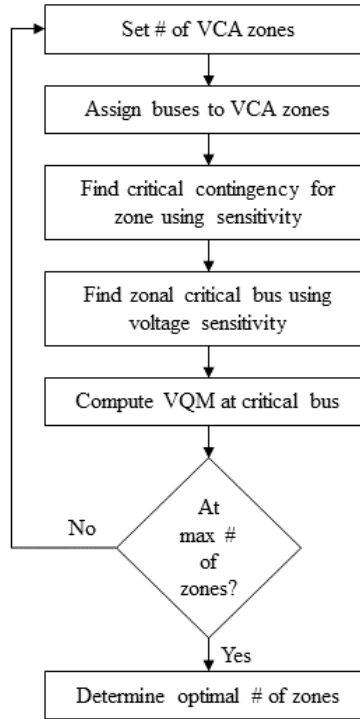 Set # of VCA zones
Assign buses to VCA zones
Find critical contingency for
zone using sensitivity
Find zonal critical bus using
voltage sensitivity
Compute VQM at critical bus
At
max #
of
zones?
No
Yes
Determine optimal # of zones